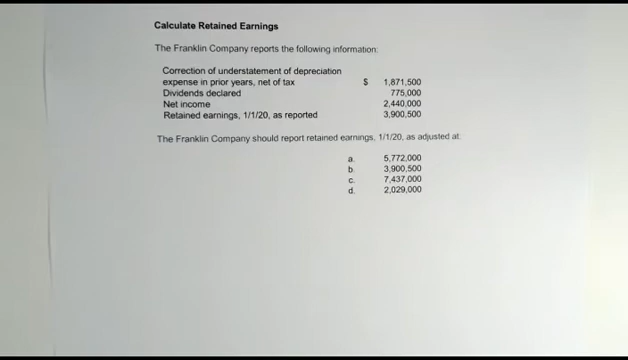 Calculate Retained Earnings
The Franklin Company reports the following information:
Correction of understatement of depreciation
expense in prior years, net of tax $ 1,871,500
Dividends declared 775,000
Net income 2,440,000
Retained earnings, 1/1/20, as reported 3,900,500
The Franklin Company should report retained earnings, 1/1/20, as adjusted at:
a. 5,772,000
b. 3,900,500
c. 7,437,000
d. 2,029,000